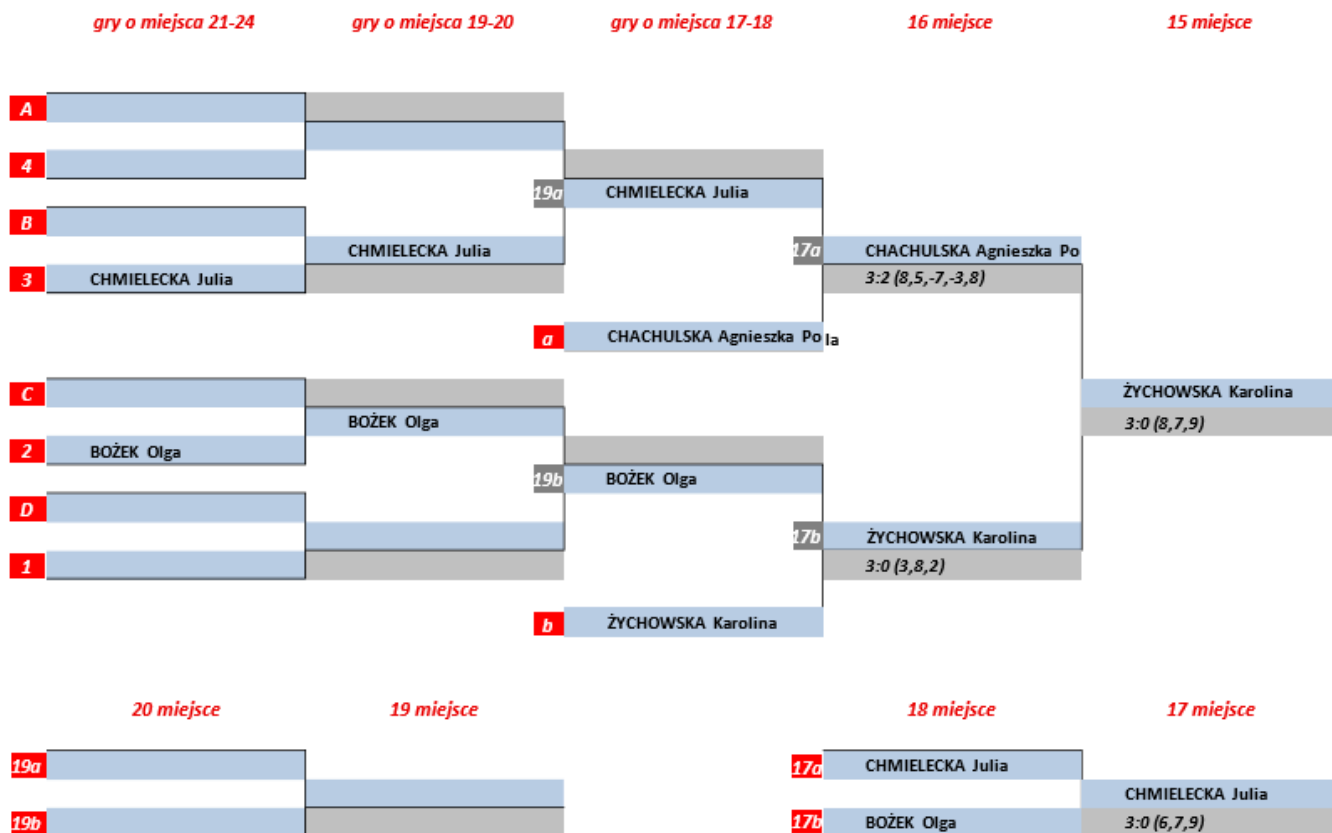 gry o miejsca 21-24 gry o miejsca 19-20 gry o miejsca 17-18 16 miejsce 15 miejsce
A
4
19a CHMIELECKA Julia
B
CHMIELECKA Julia 17a CHACHULSKA Agnieszka Po
3 CHMIELECKA Julia 3:2 (8,5,-7,-3,8)
a CHACHULSKA Agnieszka Pola
C ŻYCHOWSKA Karolina
BOŻEK Olga 3:0 (8,7,9)
2 BOŻEK Olga
19b BOŻEK Olga
D
17b ŻYCHOWSKA Karolina
1 3:0 (3,8,2)
b ŻYCHOWSKA Karolina
20 miejsce 19 miejsce 18 miejsce 17 miejsce
19a 17a CHMIELECKA Julia
CHMIELECKA Julia
19b 17b BOŻEK Olga 3:0 (6,7,9)